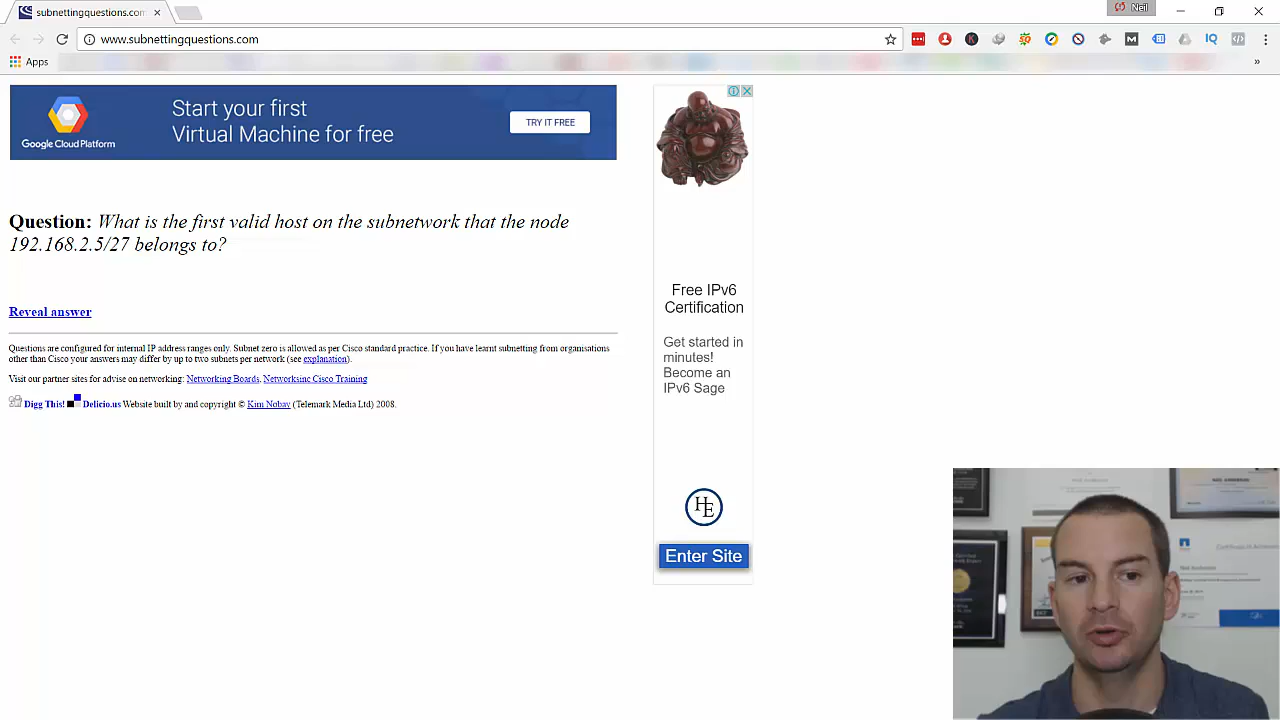 subnettingquestions.com
Neil
www.subnettingquestions.com
Apps
Start your first
Virtual Machine for free
Google Cloud Platform
TRY IT FREE
Question: What is the first valid host on the subnetwork that the node
192.168.2.5/27 belongs to?
Reveal answer
Questions are configured for internal IP address ranges only. Subnet zero is allowed as per Cisco standard practice. If you have learnt subnetting from organisations
other than Cisco your answers may differ by up to two subnets per network (see explanation).
Visit our partner sites for advise on networking: Networking Boards, Networksinc Cisco Training
Digg This! Delicio.us Website built by and copyright © Kim Nobay (Telemark Media Ltd) 2008.
Free IPv6
Certification
Get started in
minutes!
Become an
IPv6 Sage
HE
Enter Site